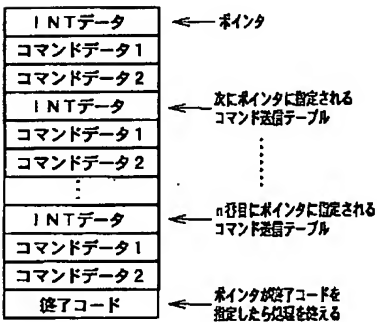 INTデータ
ポインタ
コマンドデータ1
コマンドデータ2
INTデータ
次にポインタに設定される
コマンド送信テーブル
コマンドデータ1
コマンドデータ2
INTデータ
n行目にポインタに設定される
コマンド送信テーブル
コマンドデータ1
コマンドデータ2
終了コード
ポインタが終了コードを
指定したら処理を終える